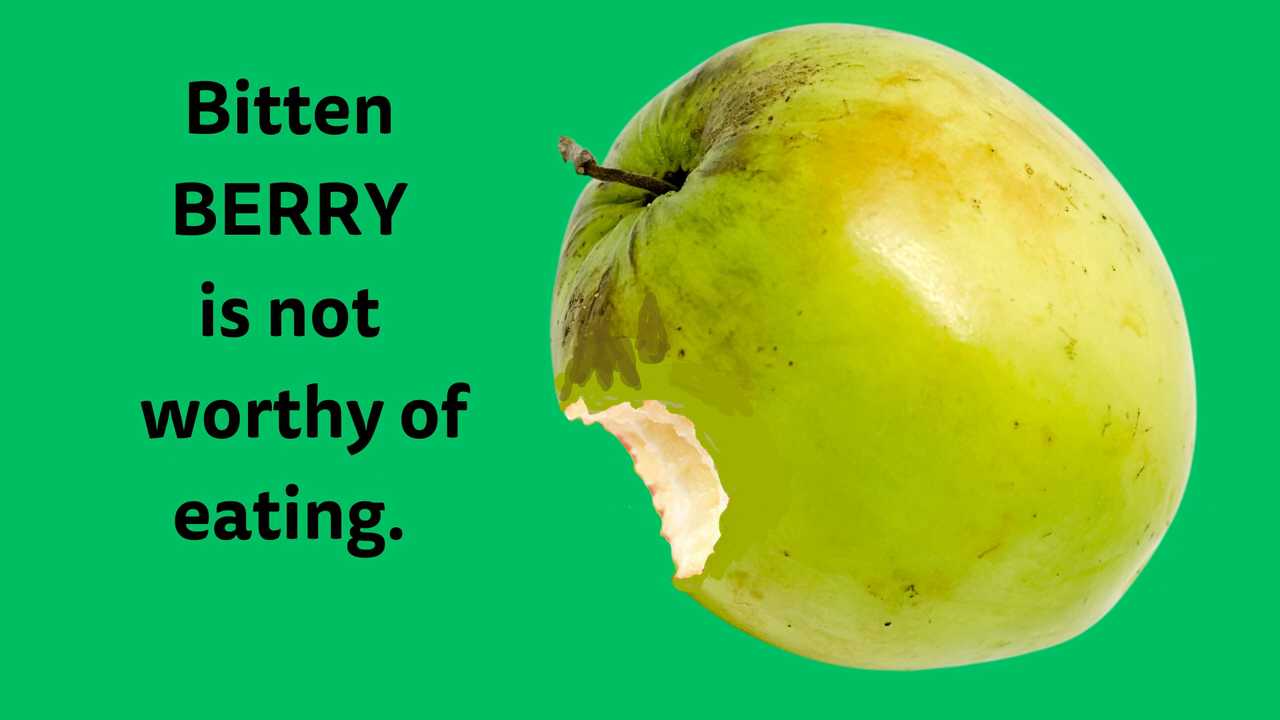 Bitten
BERRY
is not
worthy of
eating.